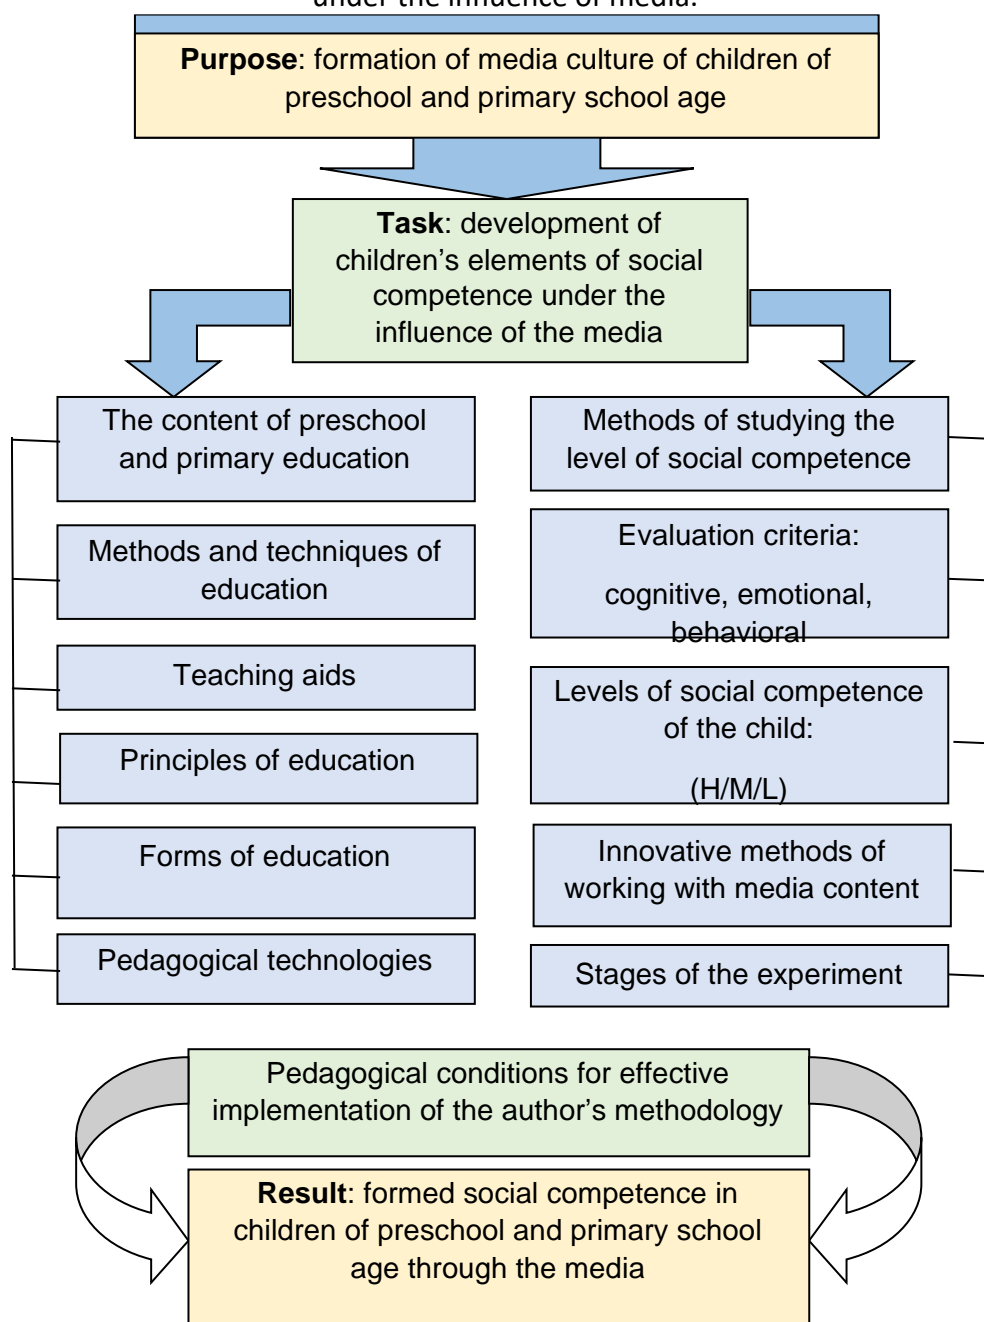 under the influence of media.
Purpose: formation of media culture of children of
preschool and primary school age
Task: development of
children's elements of social
competence under the
influence of the media
The content of preschool
and primary education
Methods and techniques of
education
Teaching aids
Principles of education
Forms of education
Pedagogical technologies
Methods of studying the
level of social competence
Evaluation criteria:
cognitive, emotional,
behavioral
Levels of social competence
of the child:
(H/M/L)
Innovative methods of
working with media content
Stages of the experiment
Pedagogical conditions for effective
implementation of the author's methodology
Result: formed social competence in
children of preschool and primary school
age through the media